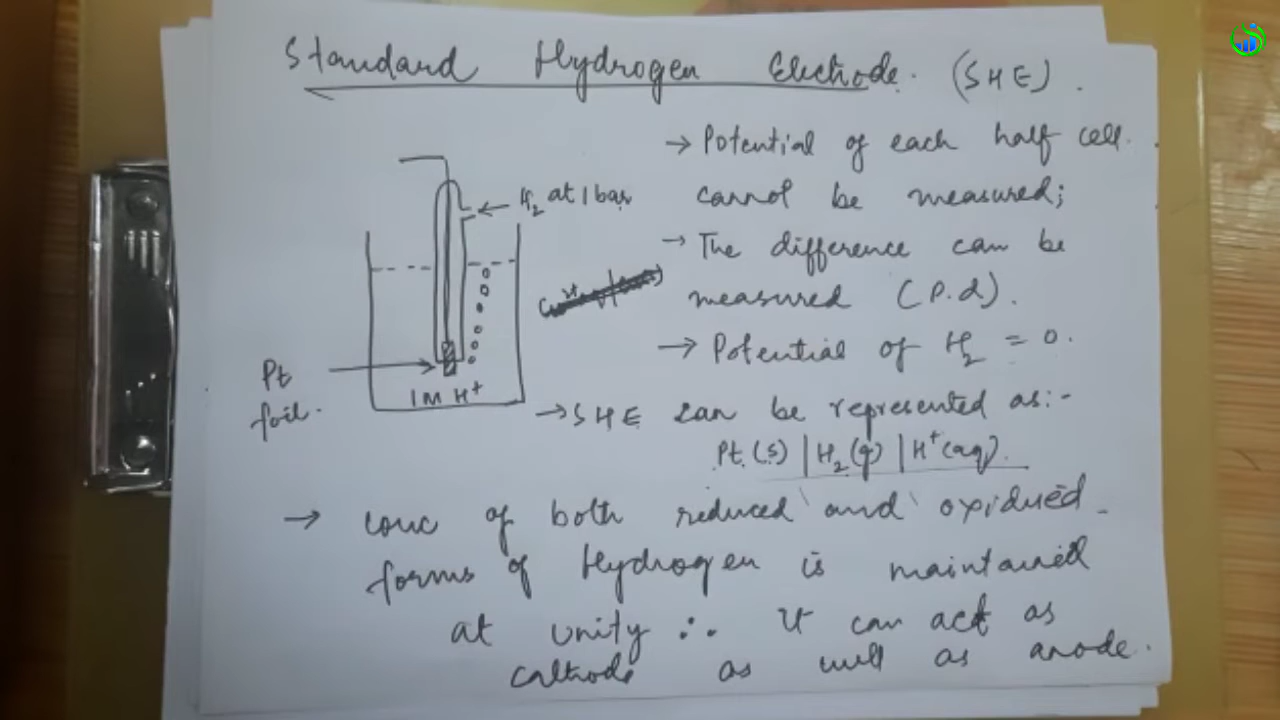 Standard Hydrogen Electrode. (SHE).
→ Potential of each half cell.
cannot be measured;
→ The difference can be
measured (P.d).
→ Potential of H₂ = 0.
H₂ at 1 bar
Pt
foil.
1M H⁺
→ SHE can be represented as:-
Pt(s) | H₂(g) | H⁺(aq).
→ conc of both reduced and oxidised
forms of Hydrogen is maintained
at unity ∴ It can act as
cathode as well as anode.